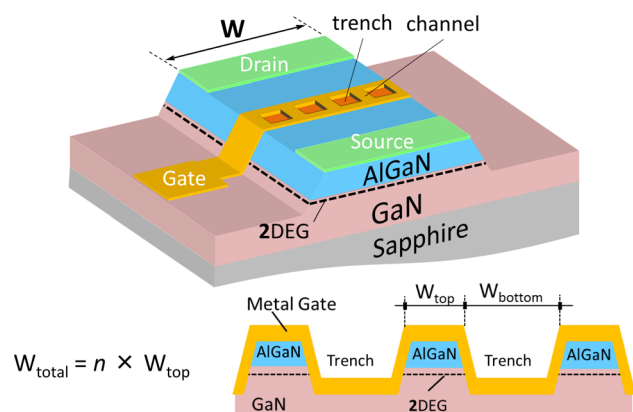 W
trench
channel
Drain
Source
Gate
AlGaN
2DEG
GaN
Sapphire
Metal Gate
W_top
W_bottom
AlGaN
Trench
AlGaN
Trench
AlGaN
W_total = n × W_top
GaN
2DEG